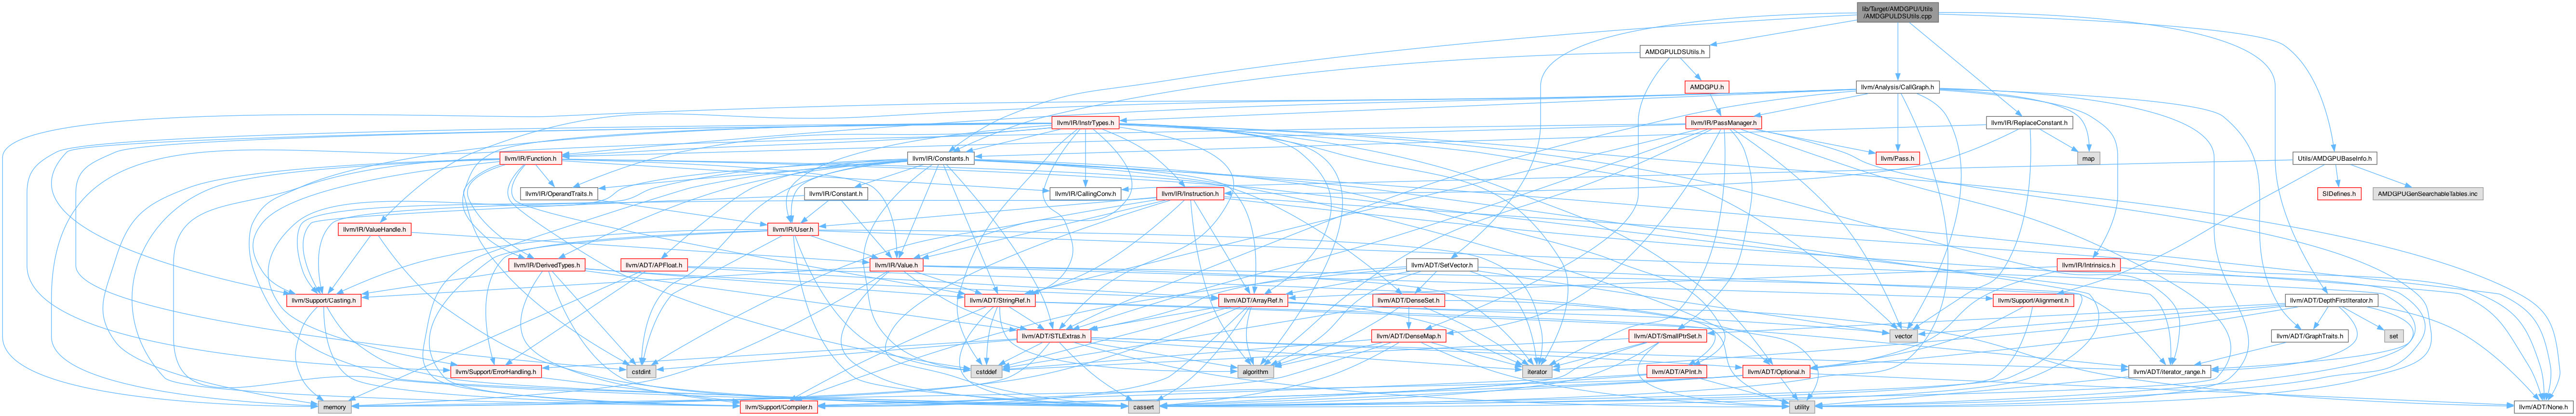 lib/Target/AMDGPU/Utils
/AMDGPULDSUtils.cpp
AMDGPULDSUtils.h
AMDGPU.h
llvm/Analysis/CallGraph.h
llvm/IR/InstrTypes.h
llvm/IR/PassManager.h
llvm/IR/ReplaceConstant.h
llvm/IR/Function.h
llvm/IR/Constants.h
llvm/Pass.h
map
Utils/AMDGPUBaseInfo.h
llvm/IR/OperandTraits.h
llvm/IR/Constant.h
llvm/IR/CallingConv.h
llvm/IR/Instruction.h
SIDefines.h
AMDGPUGenSearchableTables.inc
llvm/IR/ValueHandle.h
llvm/IR/User.h
llvm/IR/DerivedTypes.h
llvm/ADT/APFloat.h
llvm/IR/Value.h
llvm/ADT/SetVector.h
llvm/IR/Intrinsics.h
llvm/Support/Casting.h
llvm/ADT/StringRef.h
llvm/ADT/ArrayRef.h
llvm/ADT/DenseSet.h
llvm/Support/Alignment.h
llvm/ADT/DepthFirstIterator.h
llvm/ADT/STLExtras.h
llvm/ADT/DenseMap.h
llvm/ADT/SmallPtrSet.h
vector
llvm/ADT/GraphTraits.h
set
llvm/Support/ErrorHandling.h
cstdint
cstddef
algorithm
iterator
llvm/ADT/APInt.h
llvm/ADT/Optional.h
llvm/ADT/iterator_range.h
memory
llvm/Support/Compiler.h
cassert
utility
llvm/ADT/None.h